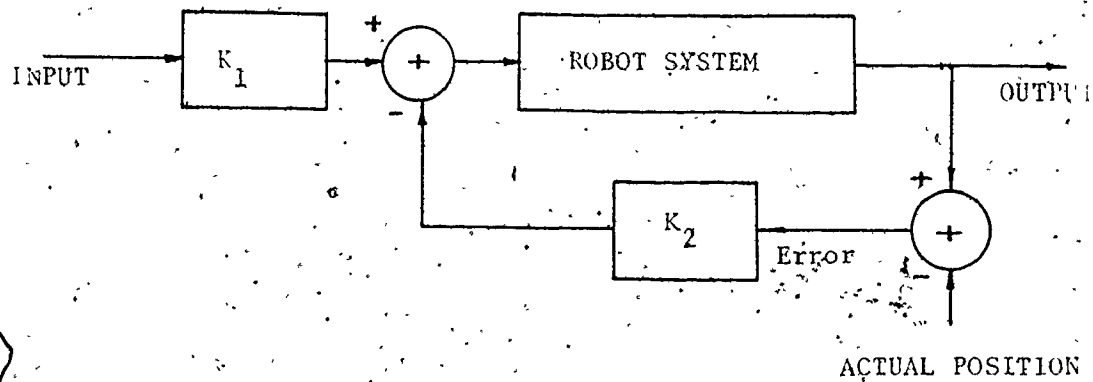 INPUT
K1
+
+
-
ROBOT SYSTEM
OUTPUT
+
+
-
K2
Error
ACTUAL POSITION